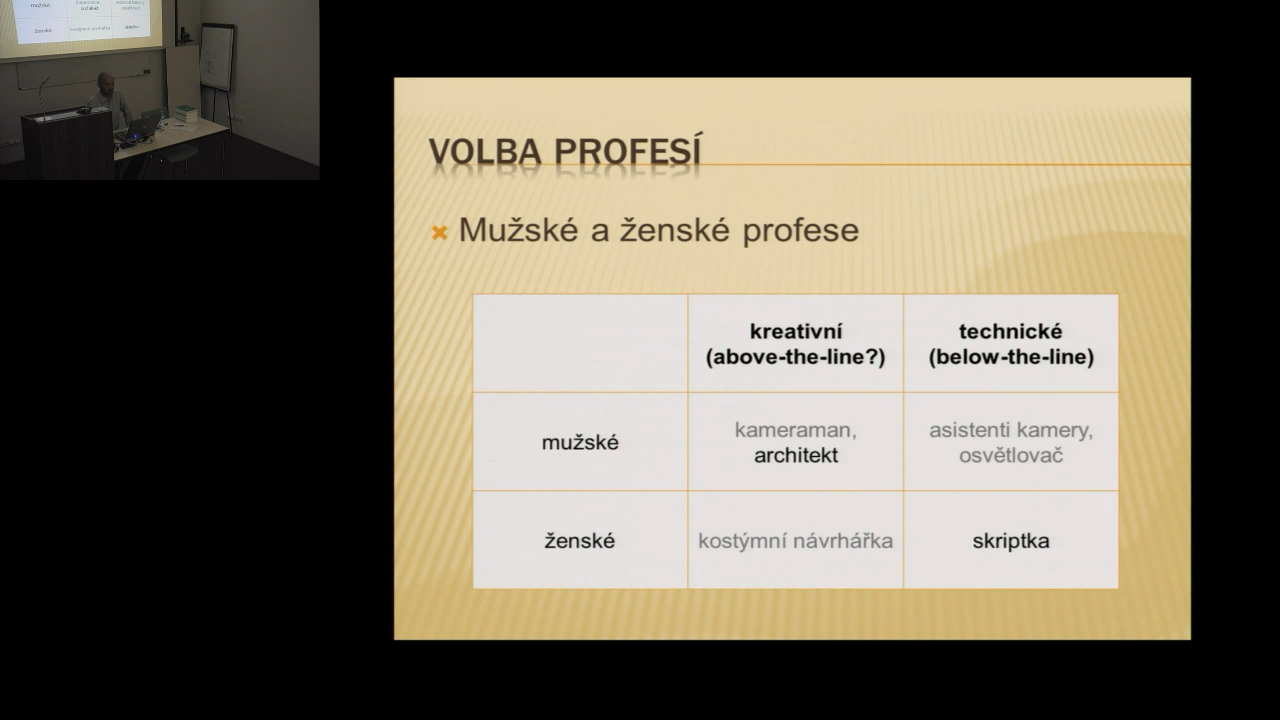 VOLBA PROFESÍ
Mužské a ženské profese
kreativní
(above-the-line?)
technické
(below-the-line)
mužské
kameraman,
architekt
asistenti kamery,
osvětlovač
ženské
kostýmní návrhářka
skriptka